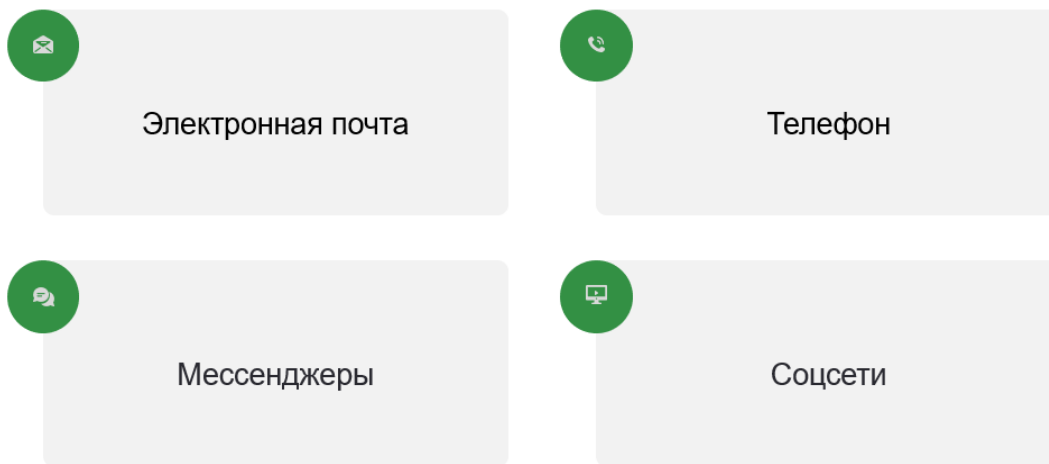 Электронная почта
Телефон
Мессенджеры
Соцсети